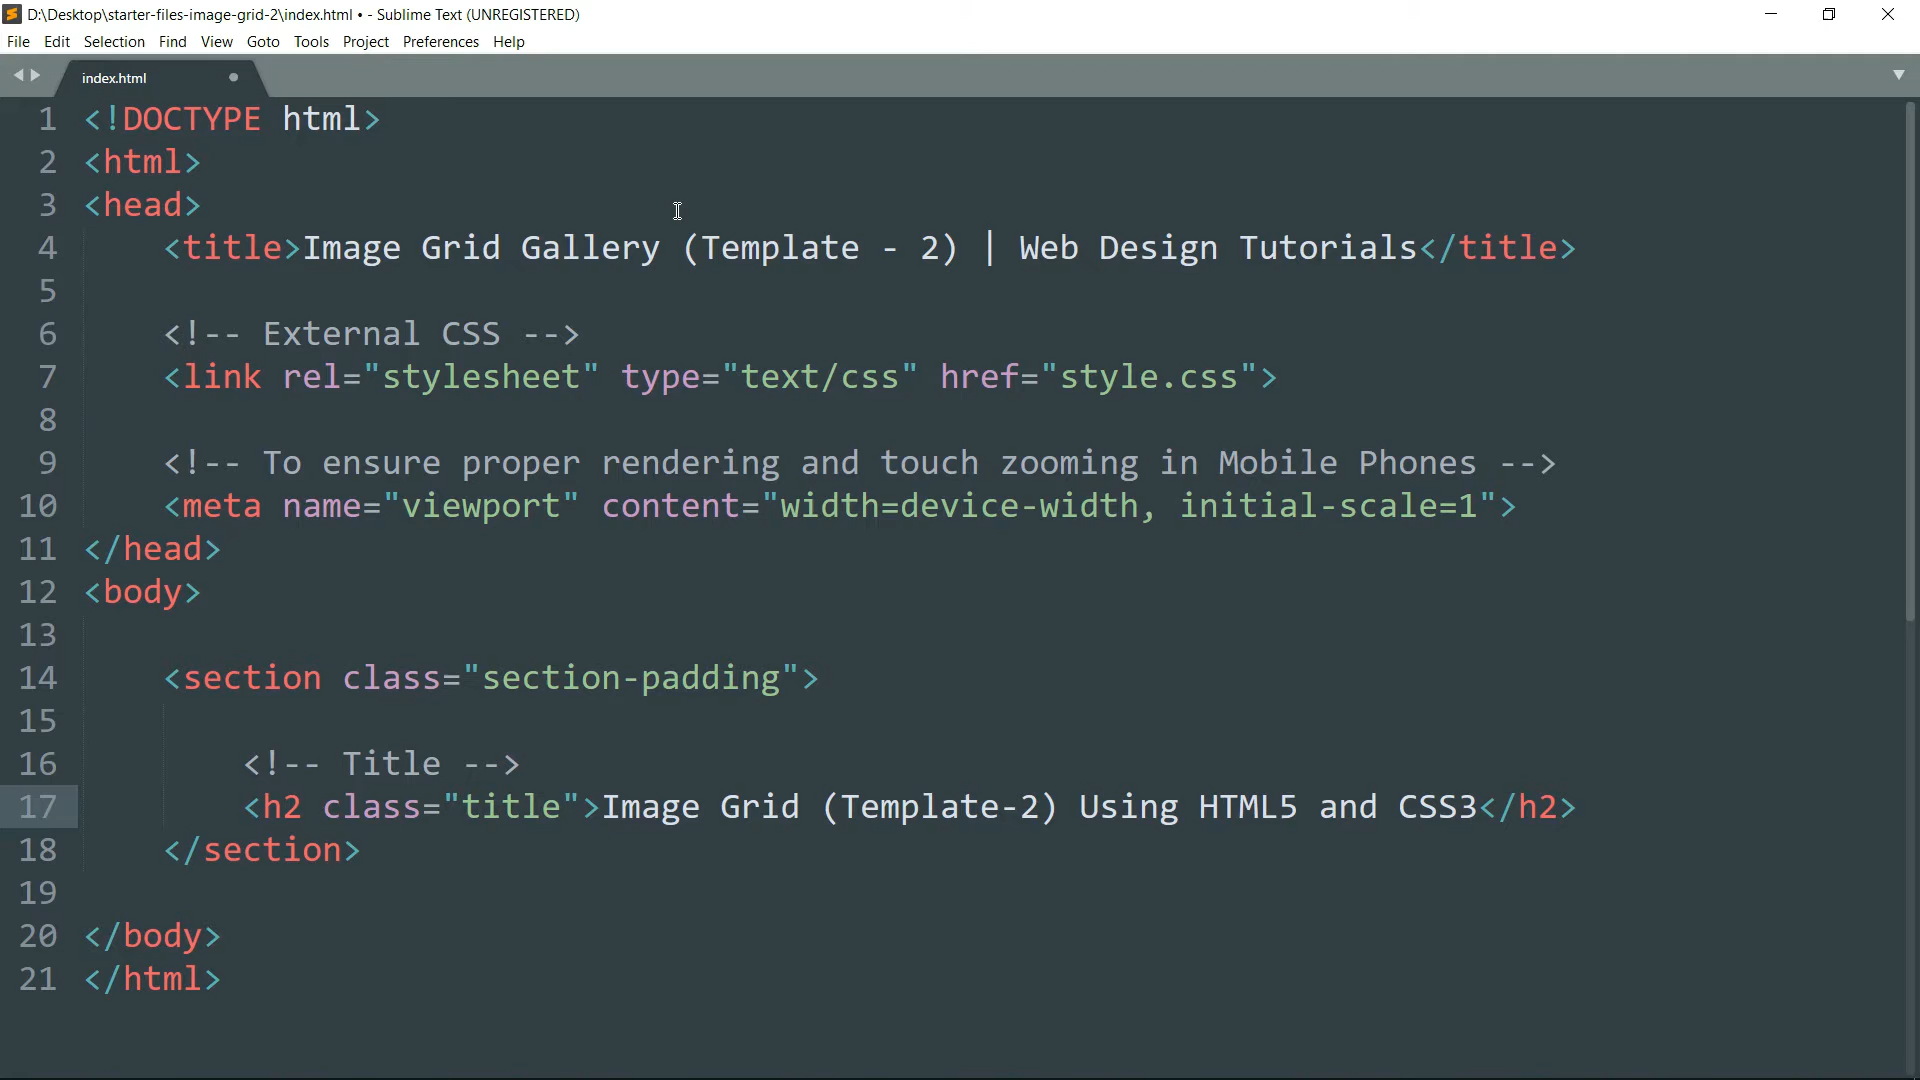 D:\Desktop\starter-files-image-grid-2\index.html • - Sublime Text (UNREGISTERED)
File Edit Selection Find View Goto Tools Project Preferences Help
index.html
1 <!DOCTYPE html>
2 <html>
3 <head>
4 <title>Image Grid Gallery (Template - 2) | Web Design Tutorials</title>
5
6 <!-- External CSS -->
7 <link rel="stylesheet" type="text/css" href="style.css">
8
9 <!-- To ensure proper rendering and touch zooming in Mobile Phones -->
10 <meta name="viewport" content="width=device-width, initial-scale=1">
11 </head>
12 <body>
13
14 <section class="section-padding">
15
16 <!-- Title -->
17 <h2 class="title">Image Grid (Template-2) Using HTML5 and CSS3</h2>
18 </section>
19
20 </body>
21 </html>